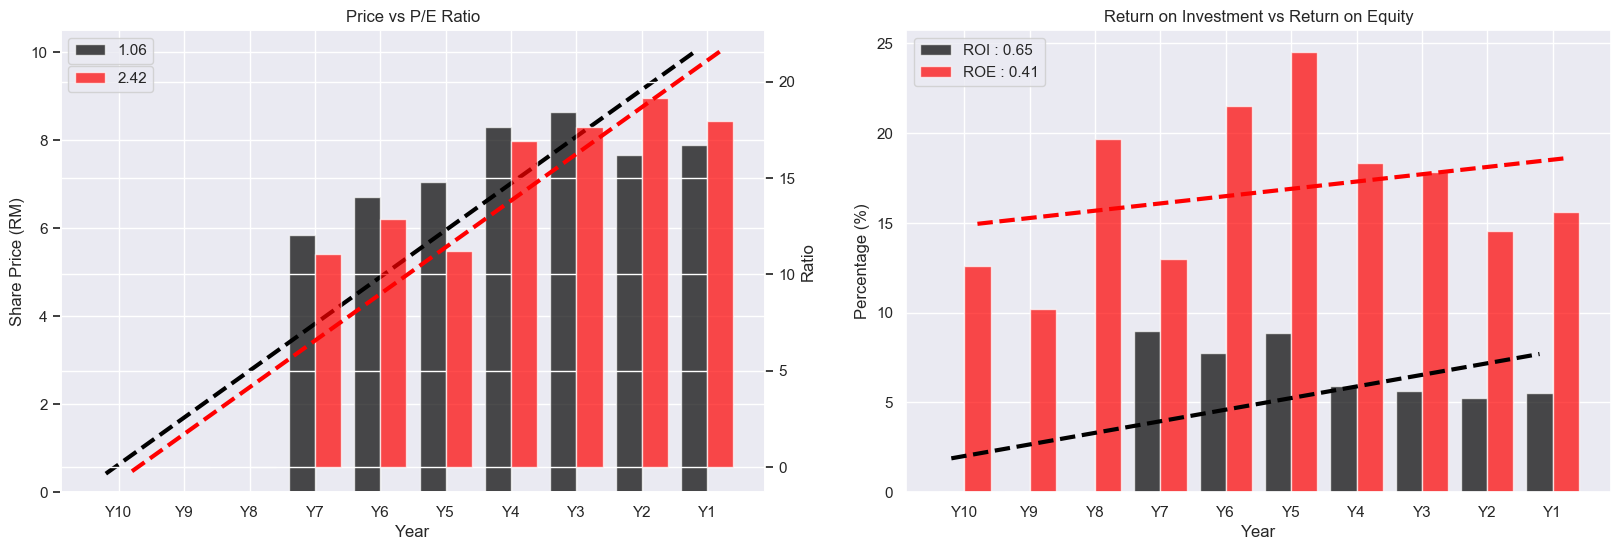 Price vs P/E Ratio
1.06
2.42
Share Price (RM)
10
8
6
4
2
0
20
15
10
5
0
Ratio
Y10 Y9 Y8 Y7 Y6 Y5 Y4 Y3 Y2 Y1
Year
Return on Investment vs Return on Equity
ROI : 0.65
ROE : 0.41
Percentage (%)
25
20
15
10
5
0
Y10 Y9 Y8 Y7 Y6 Y5 Y4 Y3 Y2 Y1
Year